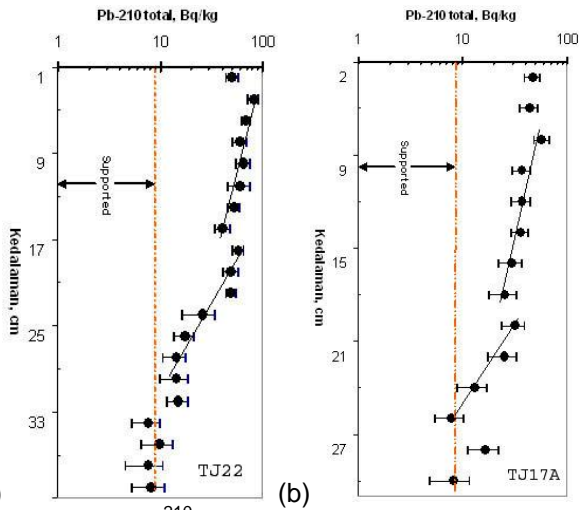 Pb-210 total, Bq/kg
1 10 100
1
9
17
25
33
Kedalaman, cm
Supported
TJ22
(b)
Pb-210 total, Bq/kg
1 10 100
2
9
15
21
27
Kedalaman, cm
Supported
TJ17A